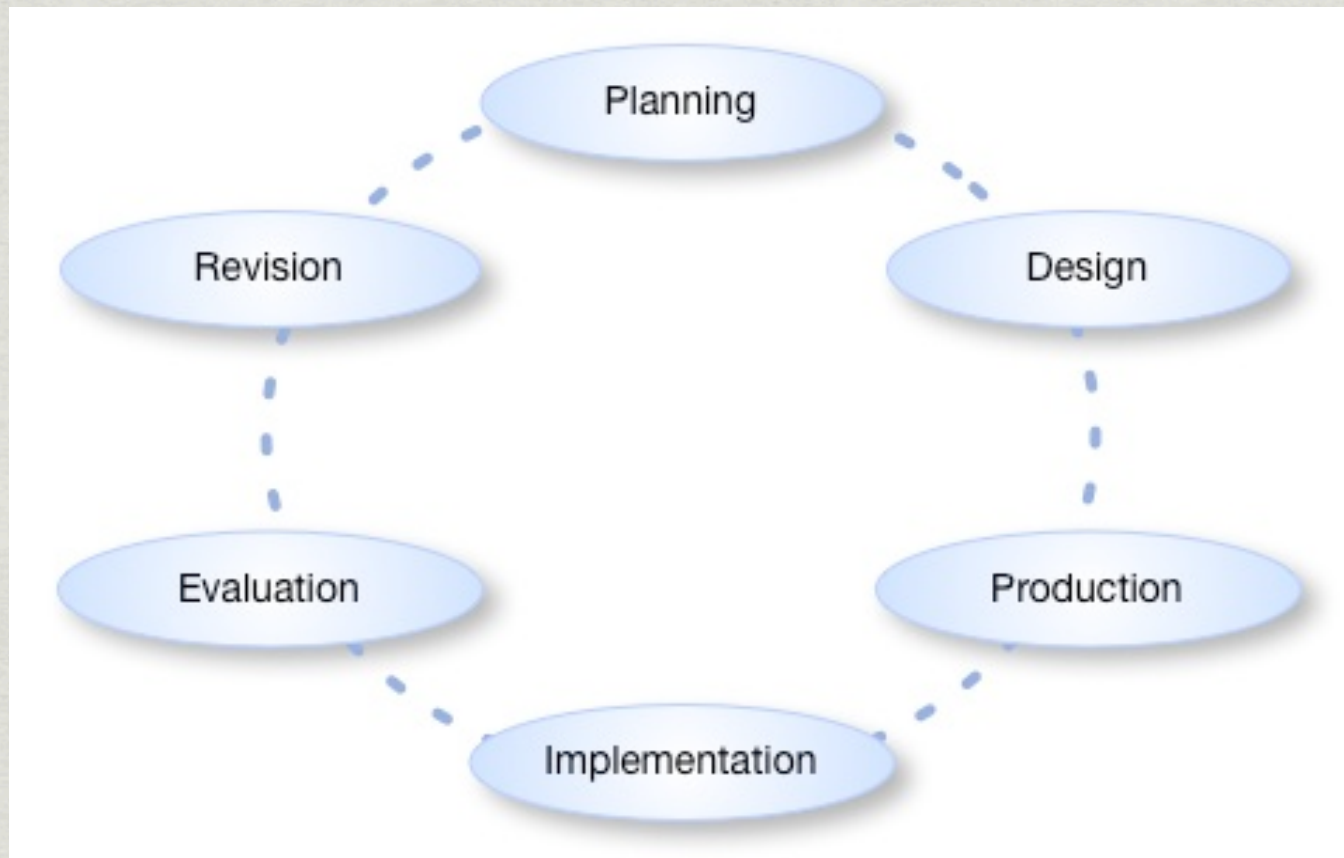 Planning
Design
Production
Implementation
Evaluation
Revision